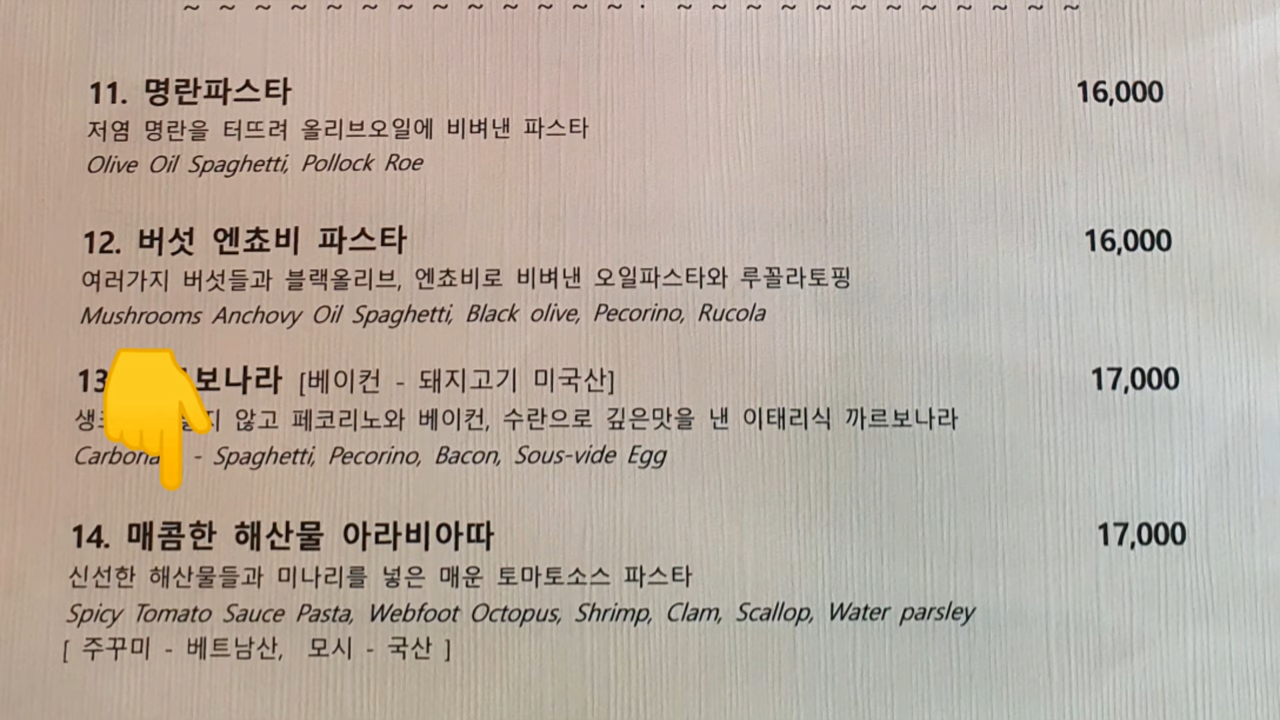 11. 명란파스타 16,000
저염 명란을 터뜨려 올리브오일에 비벼낸 파스타
Olive Oil Spaghetti, Pollock Roe
12. 버섯 엔쵸비 파스타 16,000
여러가지 버섯들과 블랙올리브, 엔쵸비로 비벼낸 오일파스타와 루꼴라토핑
Mushrooms Anchovy Oil Spaghetti, Black olive, Pecorino, Rucola
보나라 [베이컨 - 돼지고기 미국산] 17,000
않고 페코리노와 베이컨, 수란으로 깊은맛을 낸 이태리식 까르보나라
- Spaghetti, Pecorino, Bacon, Sous-vide Egg
14. 매콤한 해산물 아라비아따 17,000
신선한 해산물들과 미나리를 넣은 매운 토마토소스 파스타
Spicy Tomato Sauce Pasta, Webfoot Octopus, Shrimp, Clam, Scallop, Water parsley
[ 주꾸미 - 베트남산, 모시 - 국산 ]